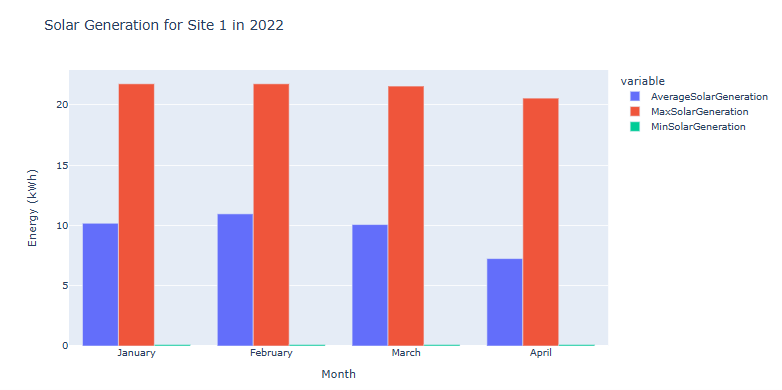 Solar Generation for Site 1 in 2022
variable
AverageSolarGeneration
MaxSolarGeneration
MinSolarGeneration
Energy (kWh)
20
15
10
5
0
January February March April
Month